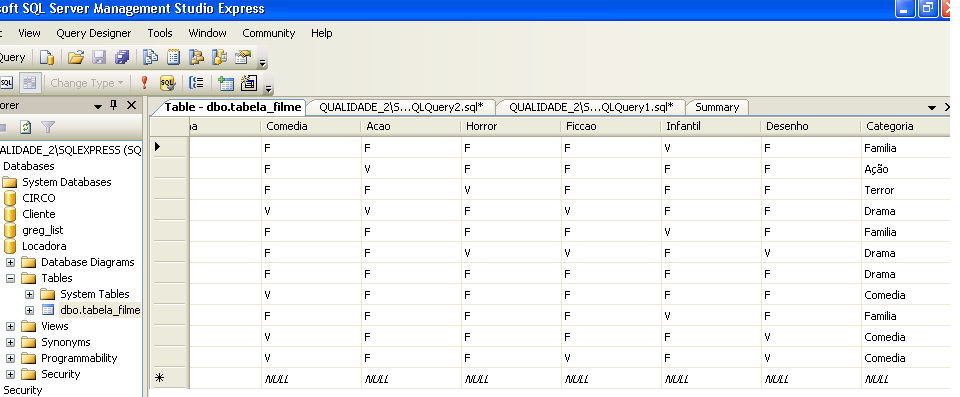 soft SQL Server Management Studio Express
View Query Designer Tools Window Community Help
Query
SQL Change Type SQL
orer Table - dbo.tabela_filme QUALIDADE_2\S...QLQuery2.sql* QUALIDADE_2\S...QLQuery1.sql* Summary
Comedia Acao Horror Ficcao Infantil Desenho Categoria
F F F F V F Familia
F V F F F F Ação
F F V F F F Terror
V V F V F F Drama
F F F F V F Familia
F F V V F V Drama
F F F F F F Drama
V F F F F F Comedia
F F F F V F Familia
V F F F F V Comedia
V F F V F V Comedia
NULL NULL NULL NULL NULL NULL NULL
ALIDADE_2\SQLEXPRESS (SQ
Databases
System Databases
CIRCO
Cliente
greg_list
Locadora
Database Diagrams
Tables
System Tables
dbo.tabela_filme
Views
Synonyms
Programmability
Security
Security